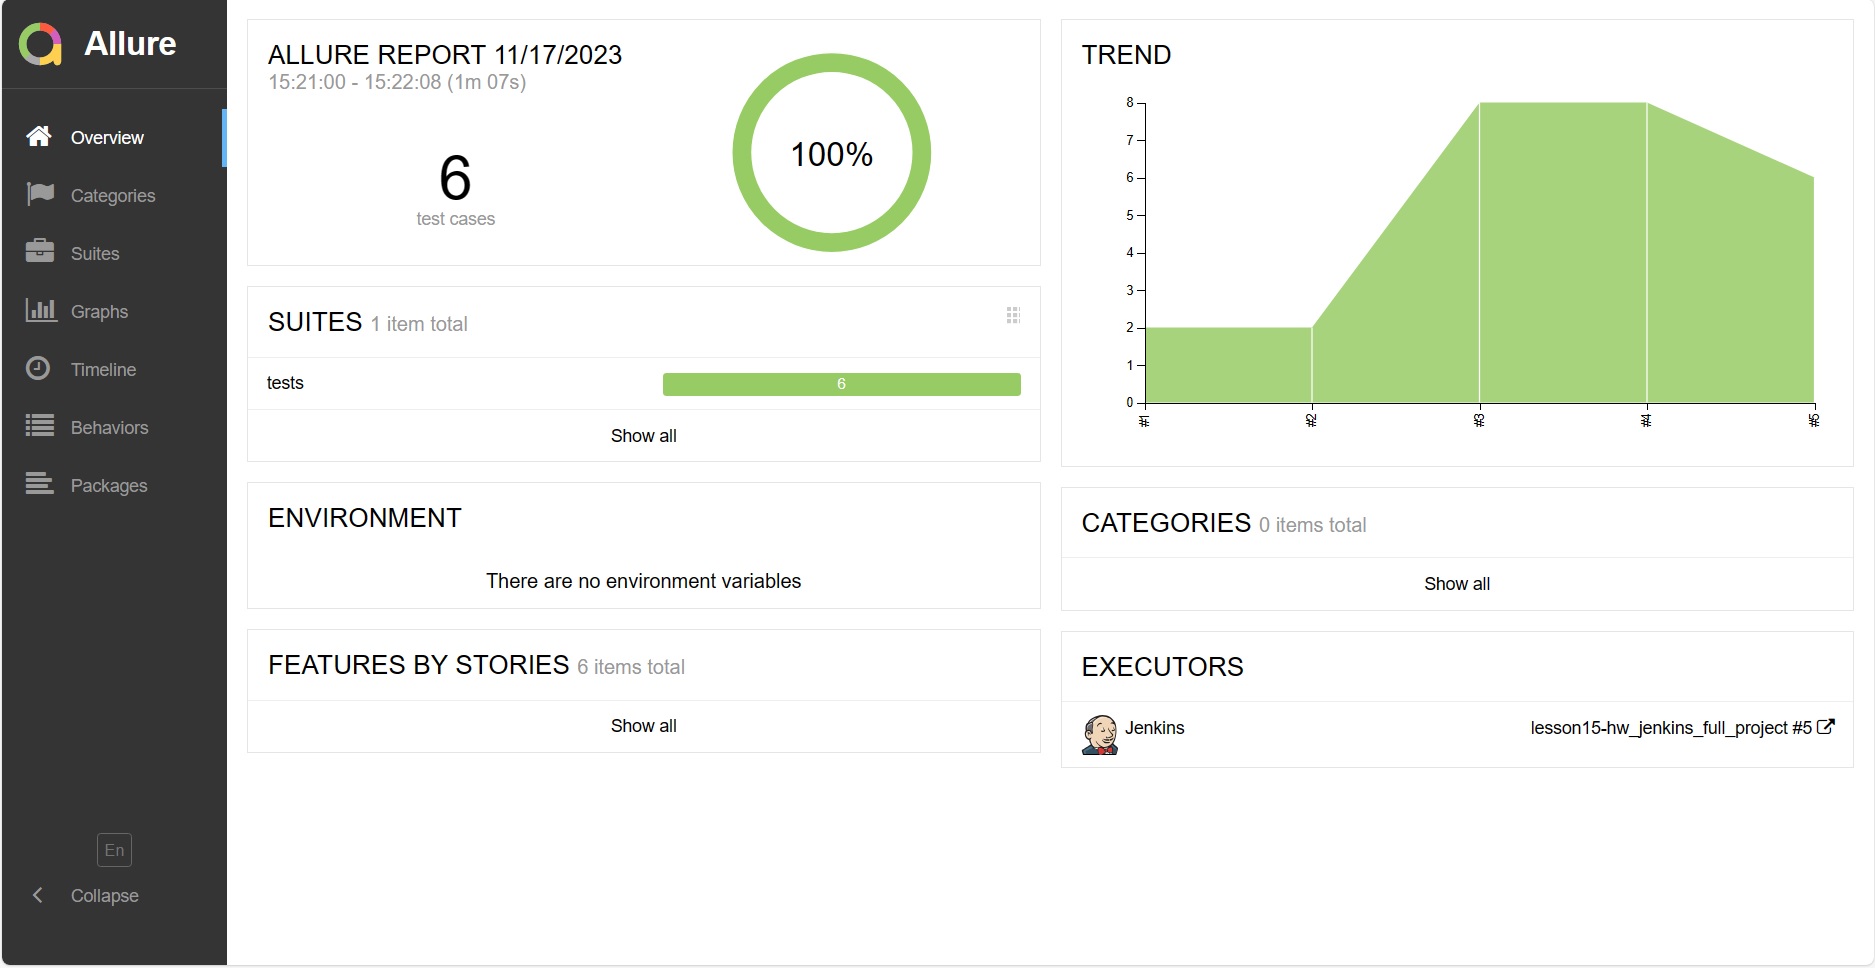 Allure
Overview
Categories
Suites
Graphs
Timeline
Behaviors
Packages
En
Collapse
ALLURE REPORT 11/17/2023
15:21:00 - 15:22:08 (1m 07s)
6
test cases
100%
SUITES 1 item total
tests 6
Show all
ENVIRONMENT
There are no environment variables
FEATURES BY STORIES 6 items total
Show all
TREND
8
7
6
5
4
3
2
1
0
#1 #2 #3 #4 #5
CATEGORIES 0 items total
Show all
EXECUTORS
Jenkins lesson15-hw_jenkins_full_project #5